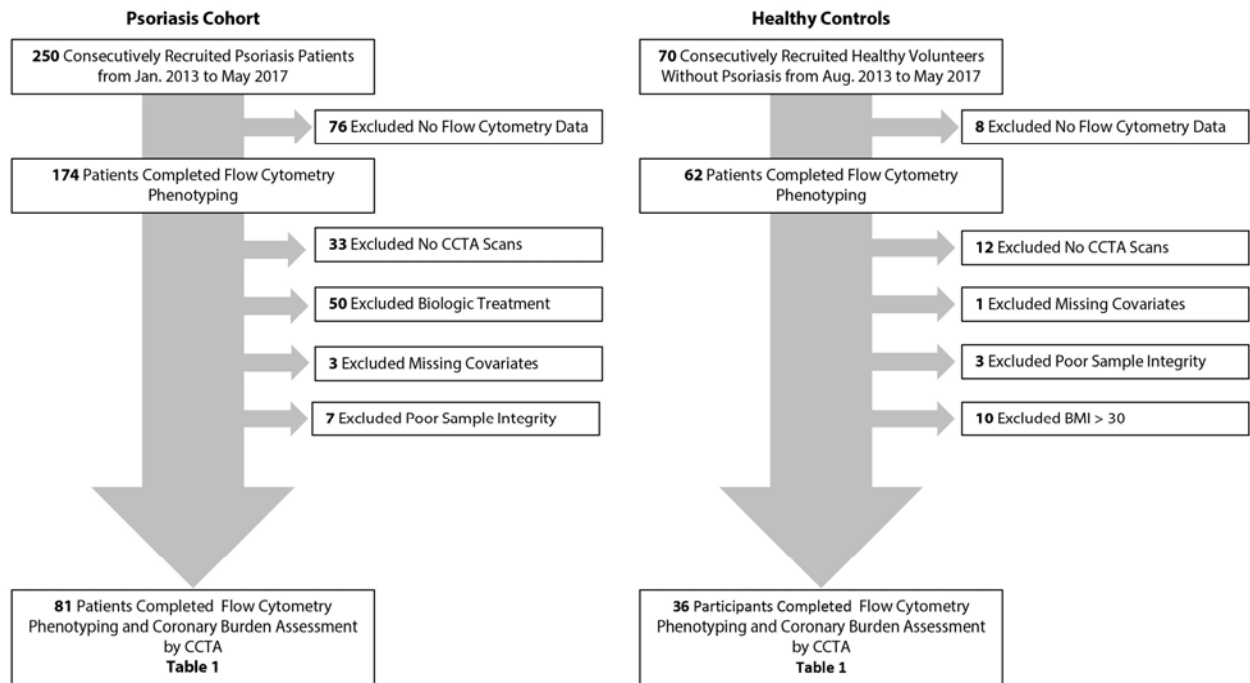 Psoriasis Cohort
250 Consecutively Recruited Psoriasis Patients
from Jan. 2013 to May 2017
76 Excluded No Flow Cytometry Data
174 Patients Completed Flow Cytometry
Phenotyping
33 Excluded No CCTA Scans
50 Excluded Biologic Treatment
3 Excluded Missing Covariates
7 Excluded Poor Sample Integrity
81 Patients Completed Flow Cytometry
Phenotyping and Coronary Burden Assessment
by CCTA
Table 1
Healthy Controls
70 Consecutively Recruited Healthy Volunteers
Without Psoriasis from Aug. 2013 to May 2017
8 Excluded No Flow Cytometry Data
62 Patients Completed Flow Cytometry
Phenotyping
12 Excluded No CCTA Scans
1 Excluded Missing Covariates
3 Excluded Poor Sample Integrity
10 Excluded BMI > 30
36 Participants Completed Flow Cytometry
Phenotyping and Coronary Burden Assessment
by CCTA
Table 1